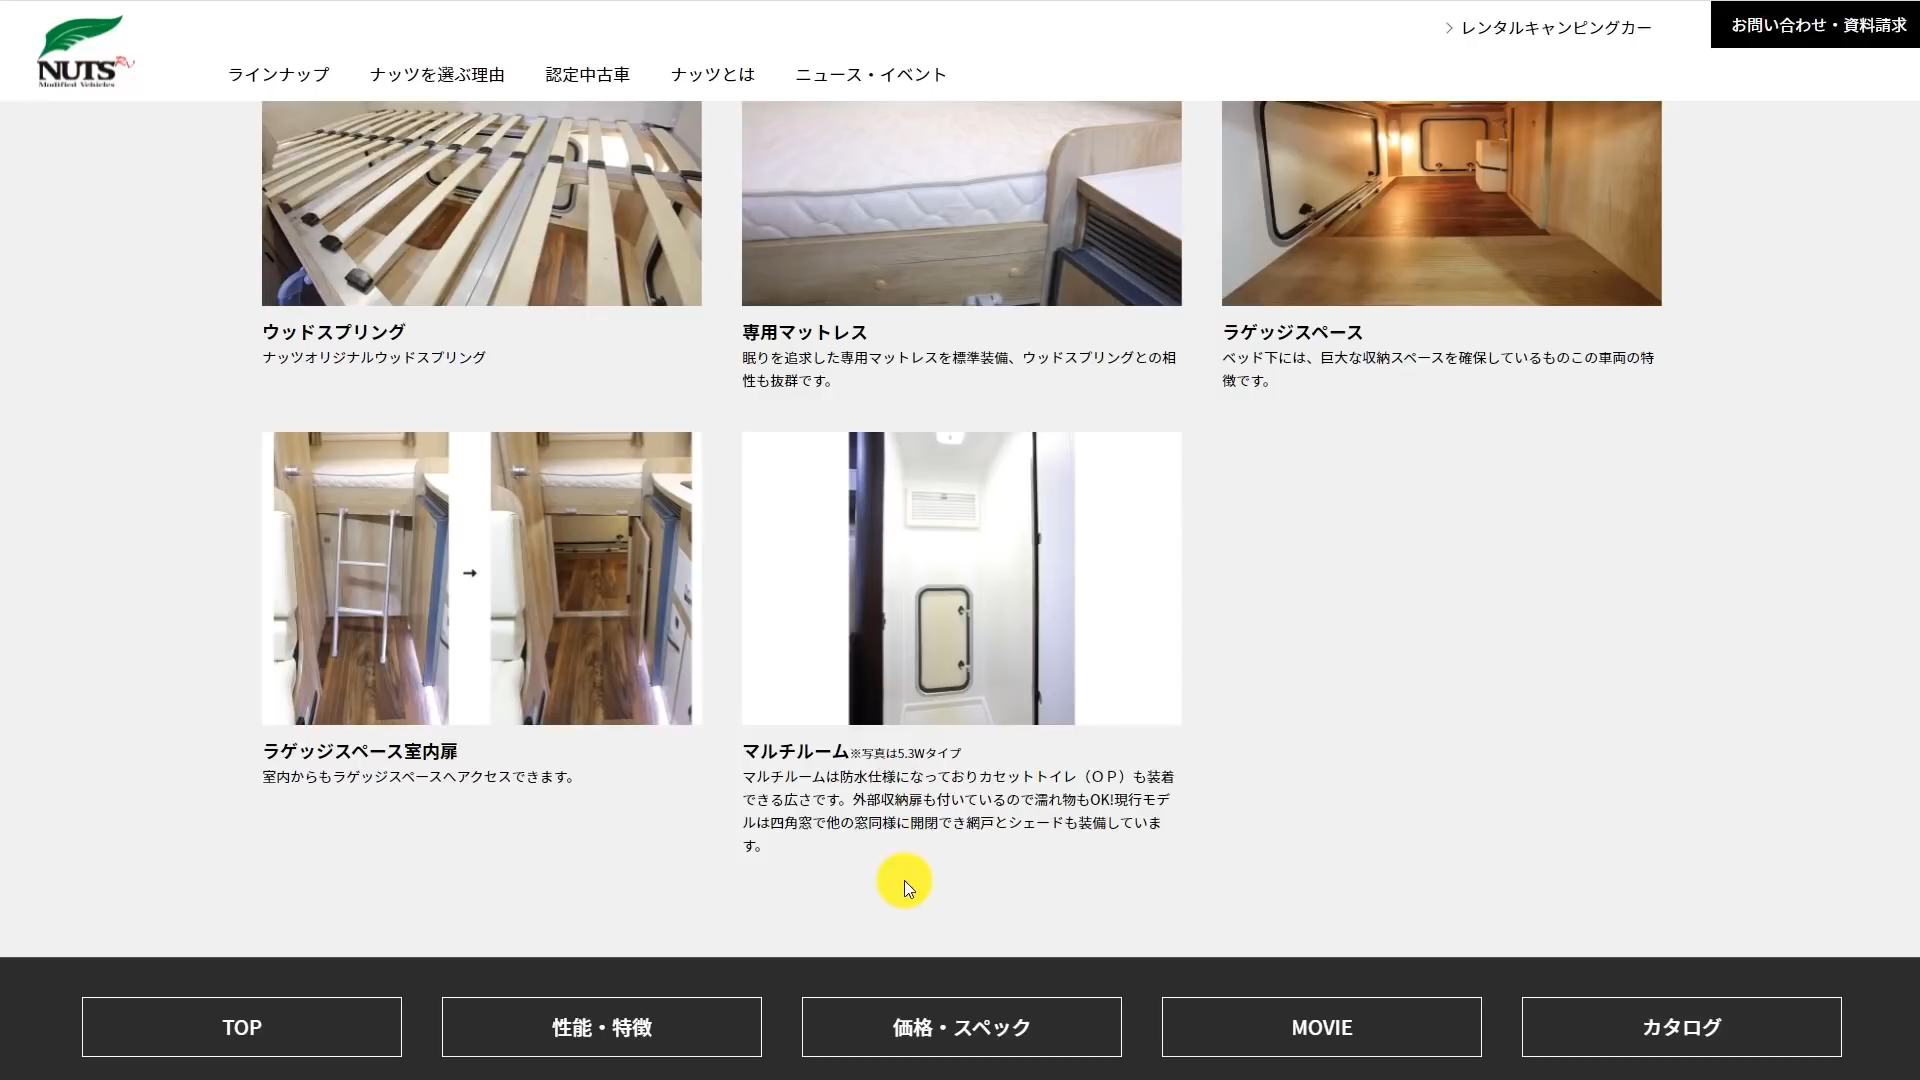 NUTS RV
Modified Vehicles
レンタルキャンピングカー
お問い合わせ・資料請求
ラインナップ
ナッツを選ぶ理由
認定中古車
ナッツとは
ニュース・イベント
ウッドスプリング
ナッツオリジナルウッドスプリング
専用マットレス
眠りを追求した専用マットレスを標準装備、ウッドスプリングとの相
性も抜群です。
ラゲッジスペース
ベッド下には、巨大な収納スペースを確保しているものこの車両の特
徴です。
→
ラゲッジスペース室内扉
室内からもラゲッジスペースへアクセスできます。
マルチルーム※写真は5.3Wタイプ
マルチルームは防水仕様になっておりカセットトイレ（ＯＰ）も装着
できる広さです。外部収納扉も付いているので濡れ物もOK!現行モデ
ルは四角窓で他の窓同様に開閉でき網戸とシェードも装備していま
す。
TOP
性能・特徴
価格・スペック
MOVIE
カタログ